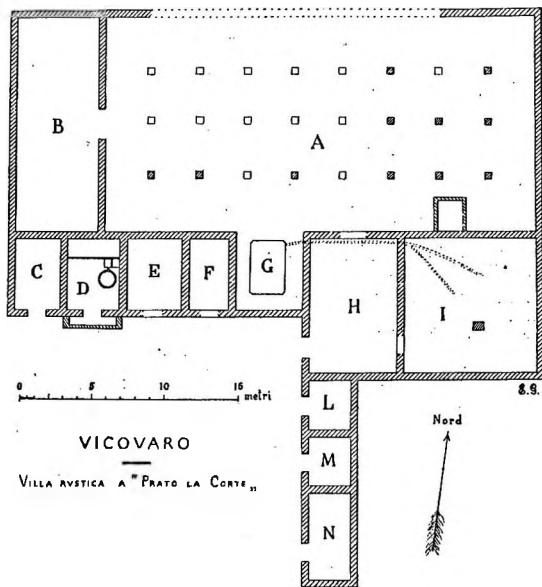 B
A
C
D
E
F
G
H
I
0 5 10 15
metri
L
E.G.
Nord
VICOVARO
M
VILLA RVSTICA A "PRATO LA CORTE"
N